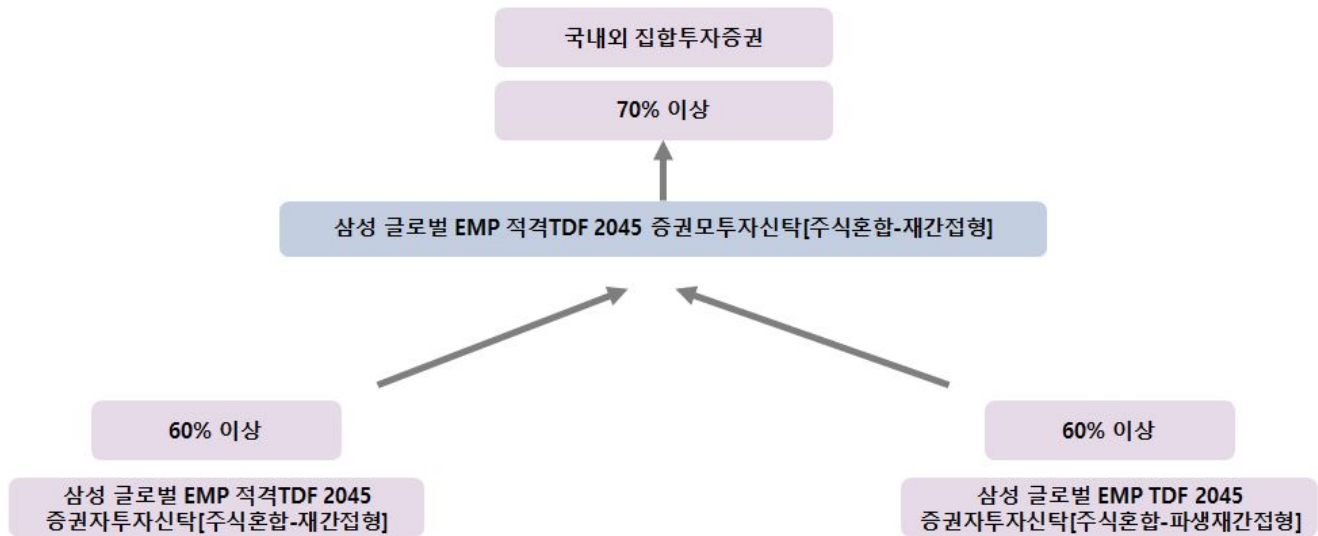 국내외 집합투자증권
70% 이상
삼성 글로벌 EMP 적격TDF 2045 증권모투자신탁[주식혼합-재간접형]
60% 이상
60% 이상
삼성 글로벌 EMP 적격TDF 2045
증권자투자신탁[주식혼합-재간접형]
삼성 글로벌 EMP TDF 2045
증권자투자신탁[주식혼합-파생재간접형]